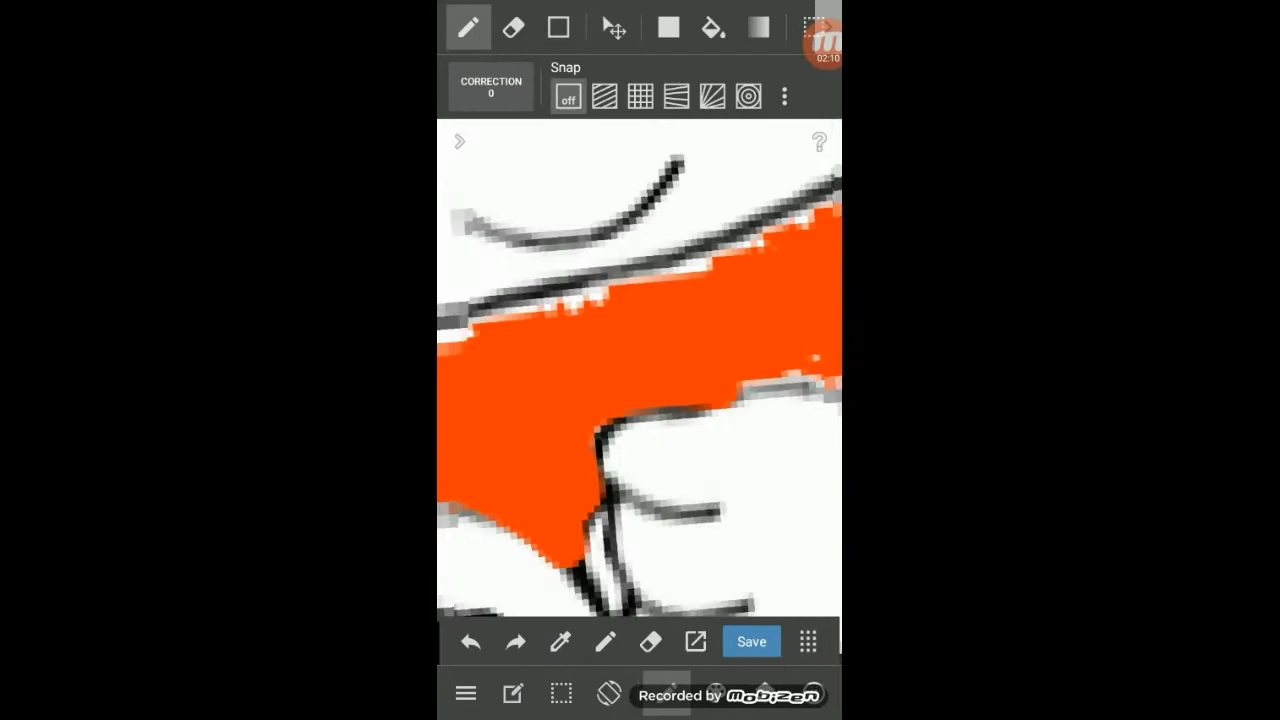 02:10
CORRECTION
0
Snap
off
Save
Recorded by MOBIZEN